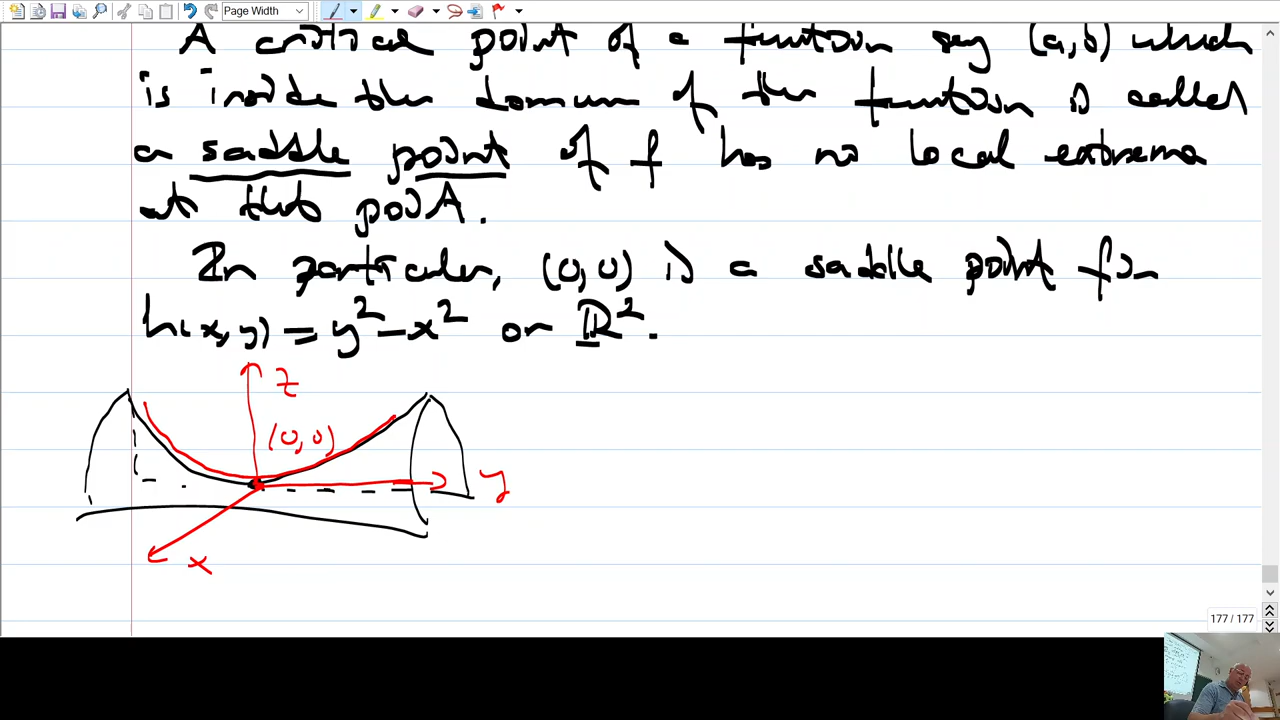 Page Width
A critical point of a function say (a,b) which
is inside the domain of the function is called
a saddle point if f has no local extrema
at that point.
In particular, (0,0) is a saddle point for
h(x,y) = y² - x² on ℝ².
z
(0,0)
y
x
177 / 177